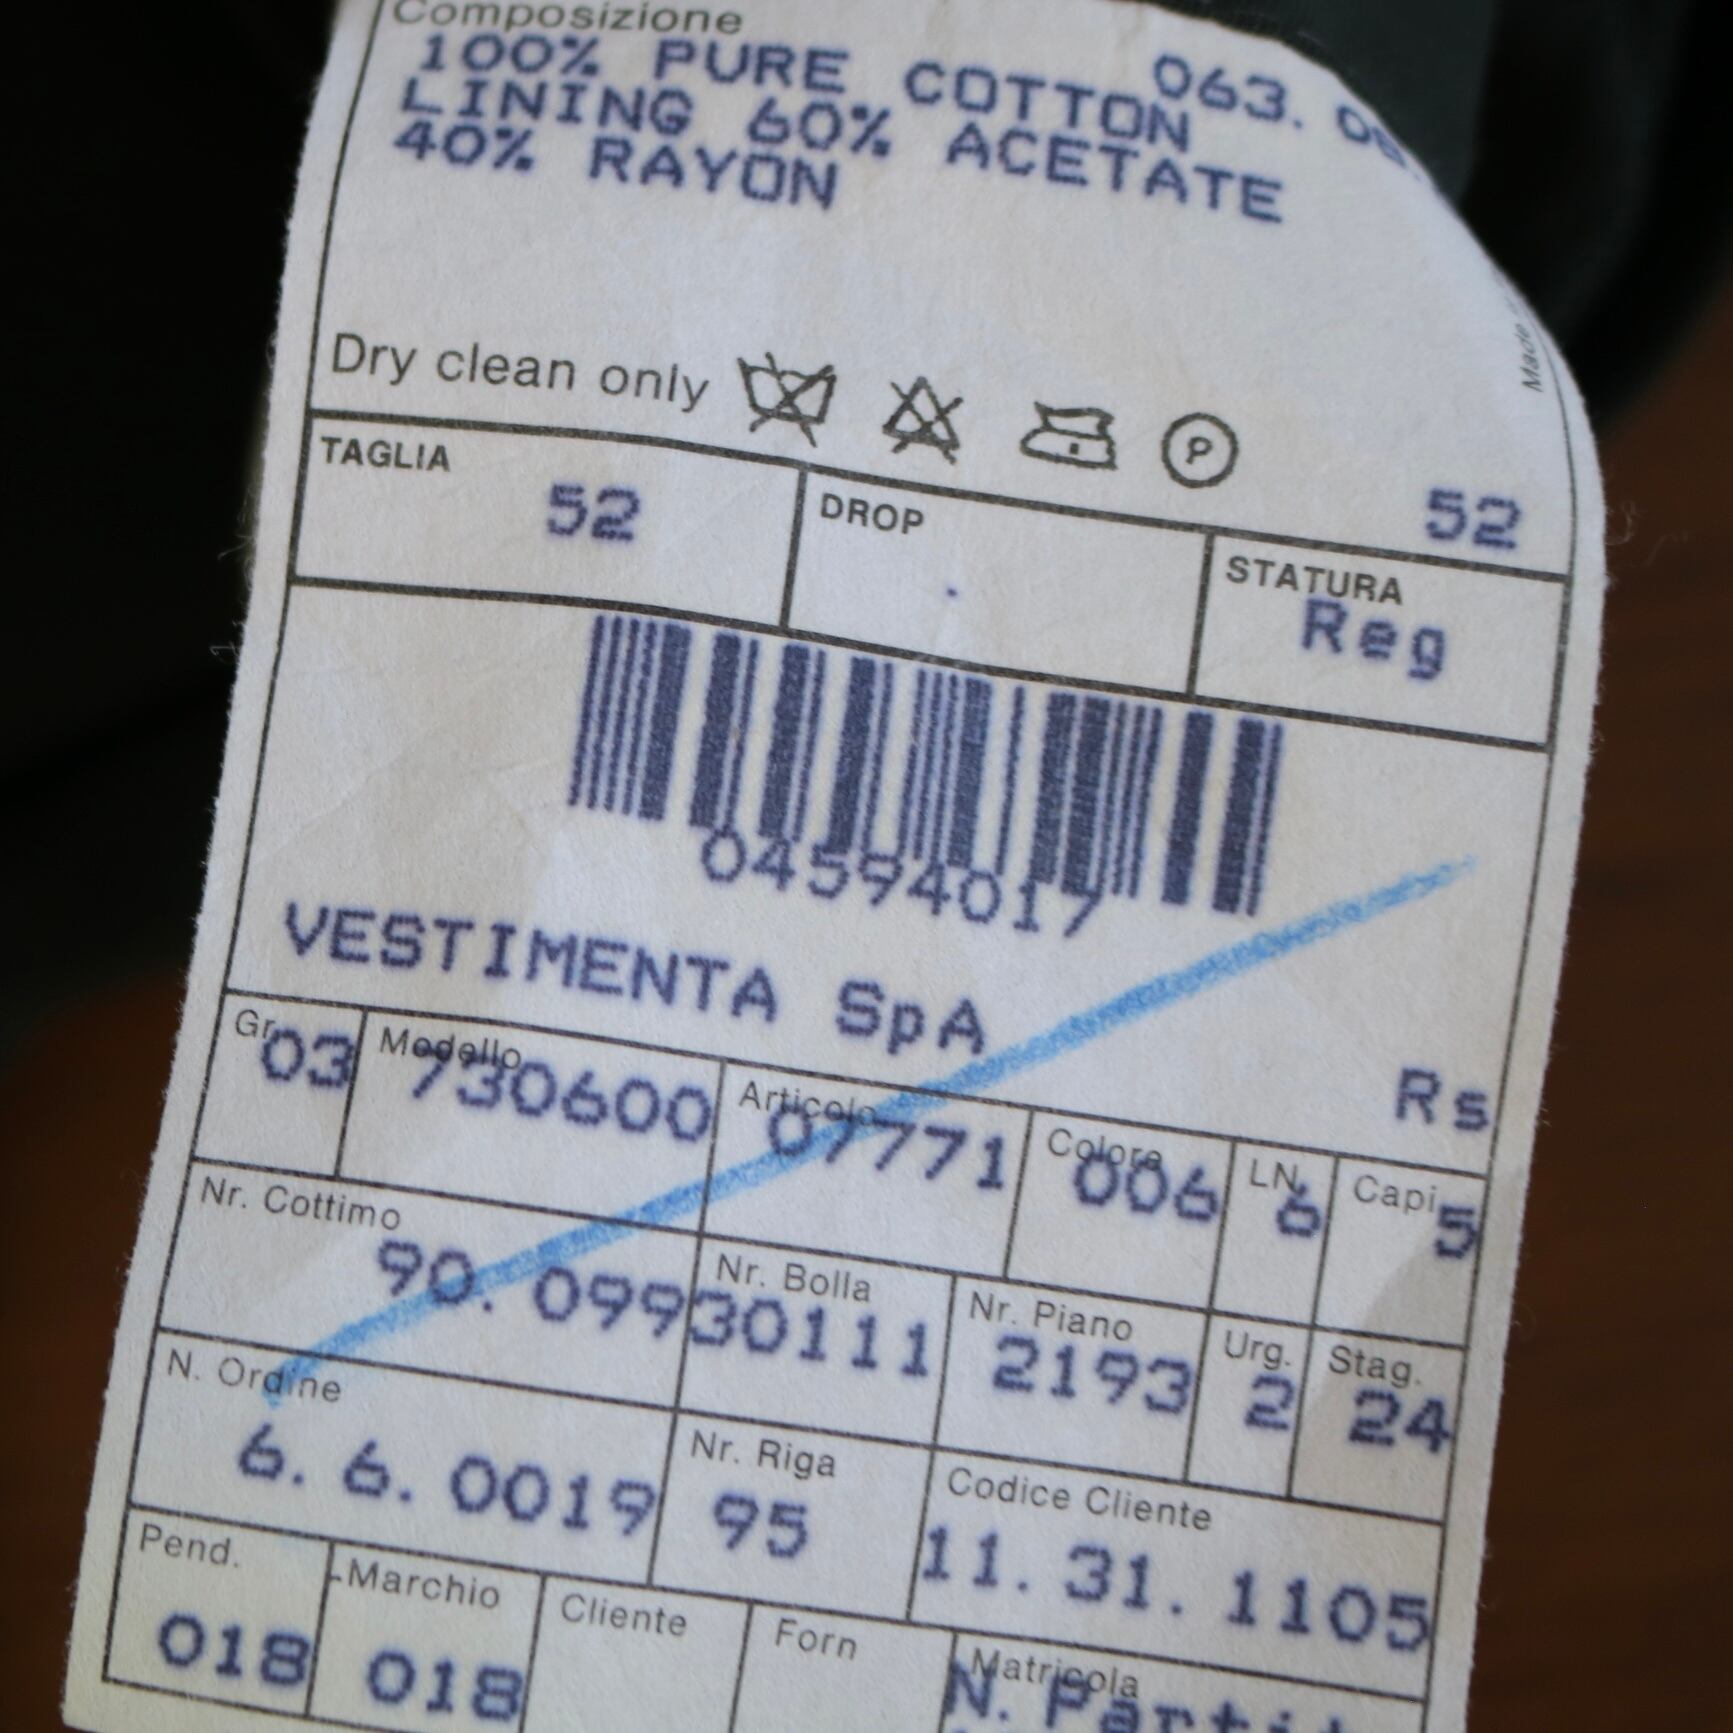 Composizione
100% PURE COTTON 063.
LINING 60% ACETATE
40% RAYON
Made
Dry clean only P
52
TAGLIA DROP STATURA
52 . Reg
04594017
VESTIMENTA SpA
Rs
Gr. Modello Articolo Colore LN. Capi
03 730600 07771 006 6 5
Nr. Cottimo Nr. Bolla Nr. Piano Urg. Stag.
90. 09930111 2193 2 24
N. Ordine Nr. Riga Codice Cliente
6. 6. 0019 95 11. 31. 1105
Pend. Marchio Cliente Forn Matricola
018 018 N.